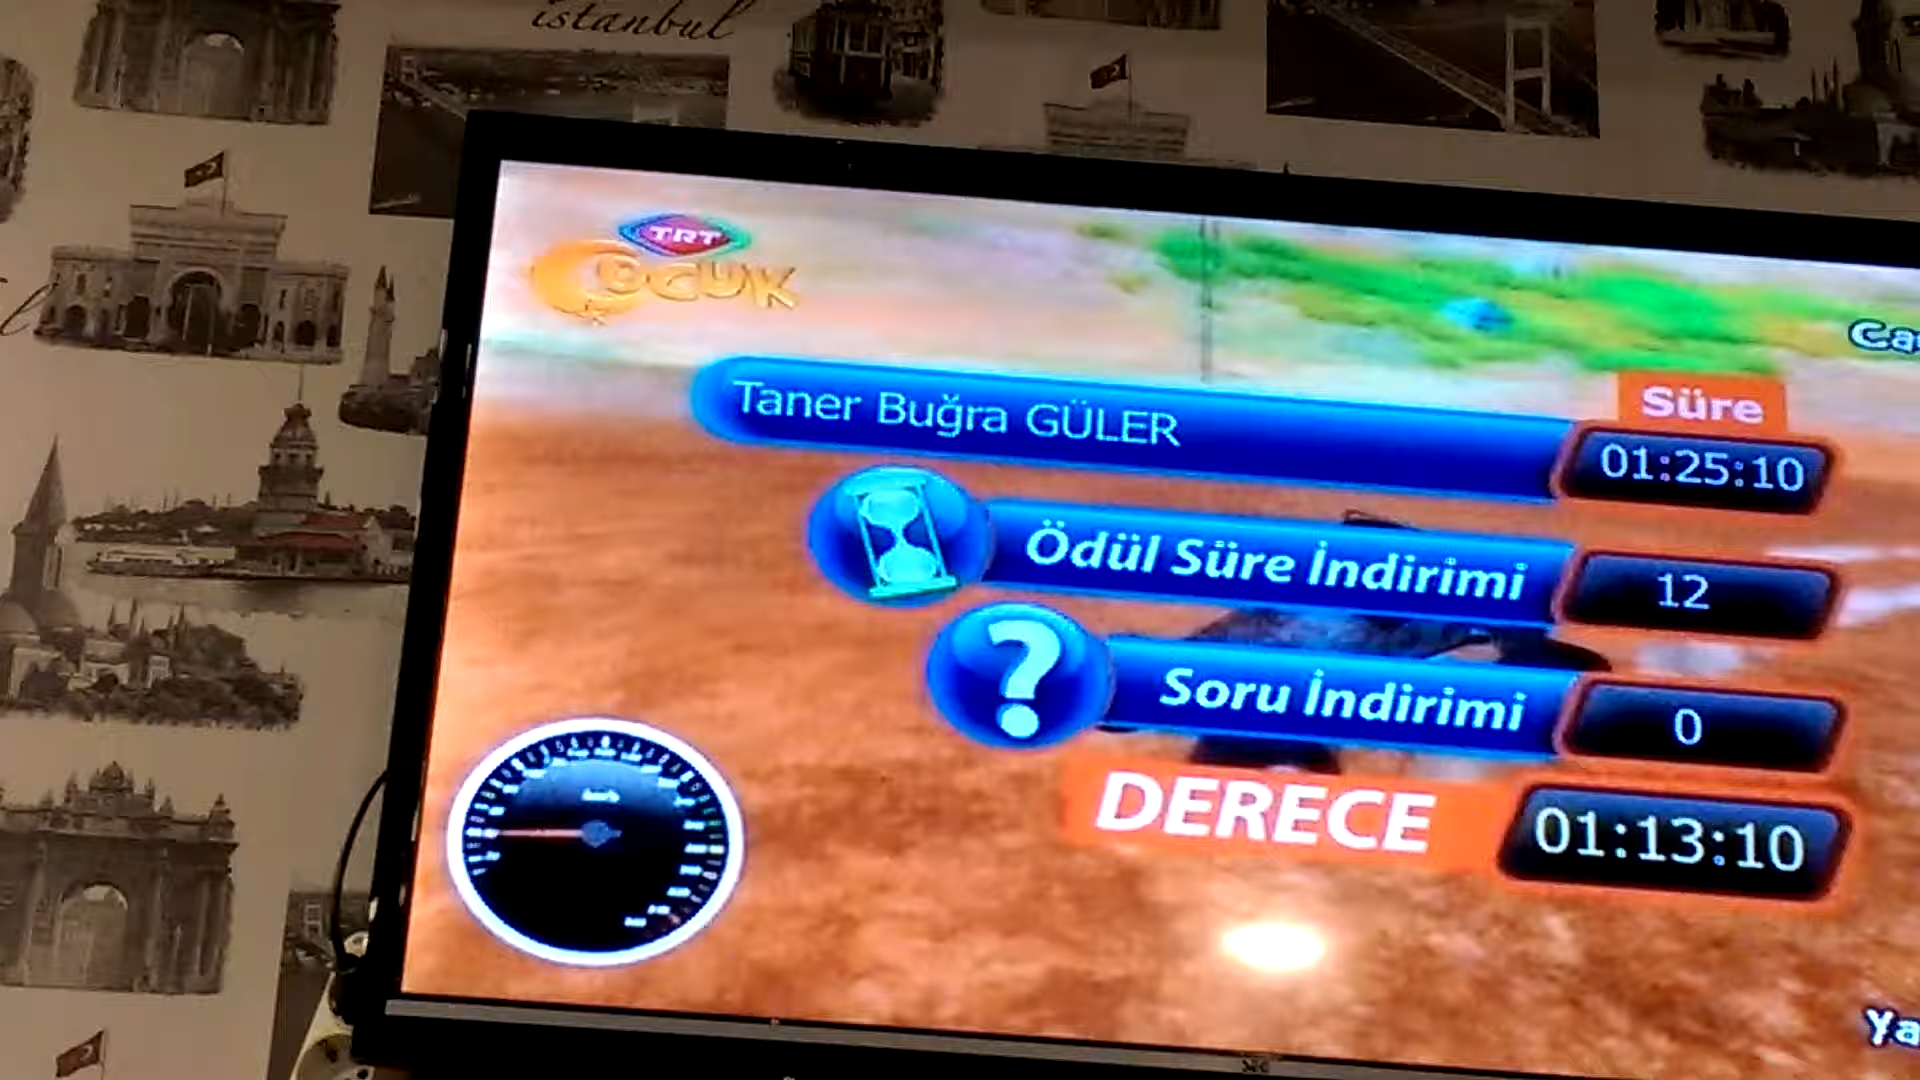 istanbul
TRT
ÇOCUK
Taner Buğra GÜLER
Süre
01:25:10
Ödül Süre İndirimi
12
Soru İndirimi
0
DERECE
01:13:10